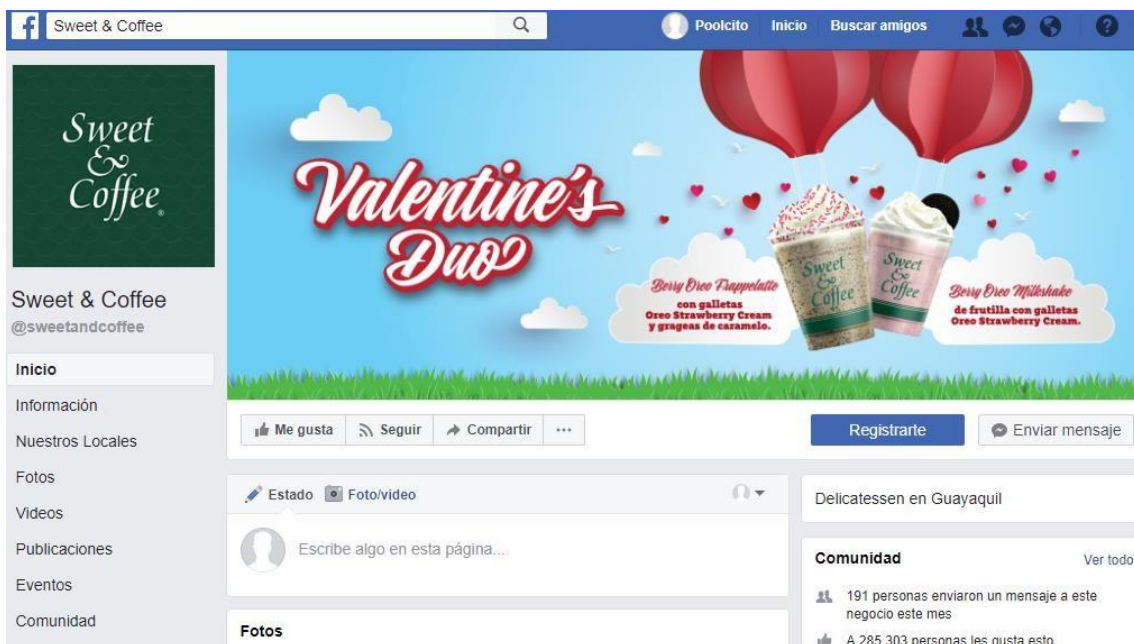 Sweet & Coffee
Poolcito Inicio Buscar amigos
Sweet
&
Coffee
Valentine's
Duo
Berry Oreo Frappelatte
con galletas
Oreo Strawberry Cream
y grageas de caramelo.
Sweet
&
Coffee
Sweet
&
Coffee
Berry Oreo Milkshake
de frutilla con galletas
Oreo Strawberry Cream.
Sweet & Coffee
@sweetandcoffee
Inicio
Información
Nuestros Locales
Fotos
Videos
Publicaciones
Eventos
Comunidad
Me gusta Seguir Compartir ...
Registrarte Enviar mensaje
Estado Foto/video
Escribe algo en esta página...
Fotos
Delicatessen en Guayaquil
Comunidad Ver todo
191 personas enviaron un mensaje a este
negocio este mes
A 285.303 personas les gusta esto